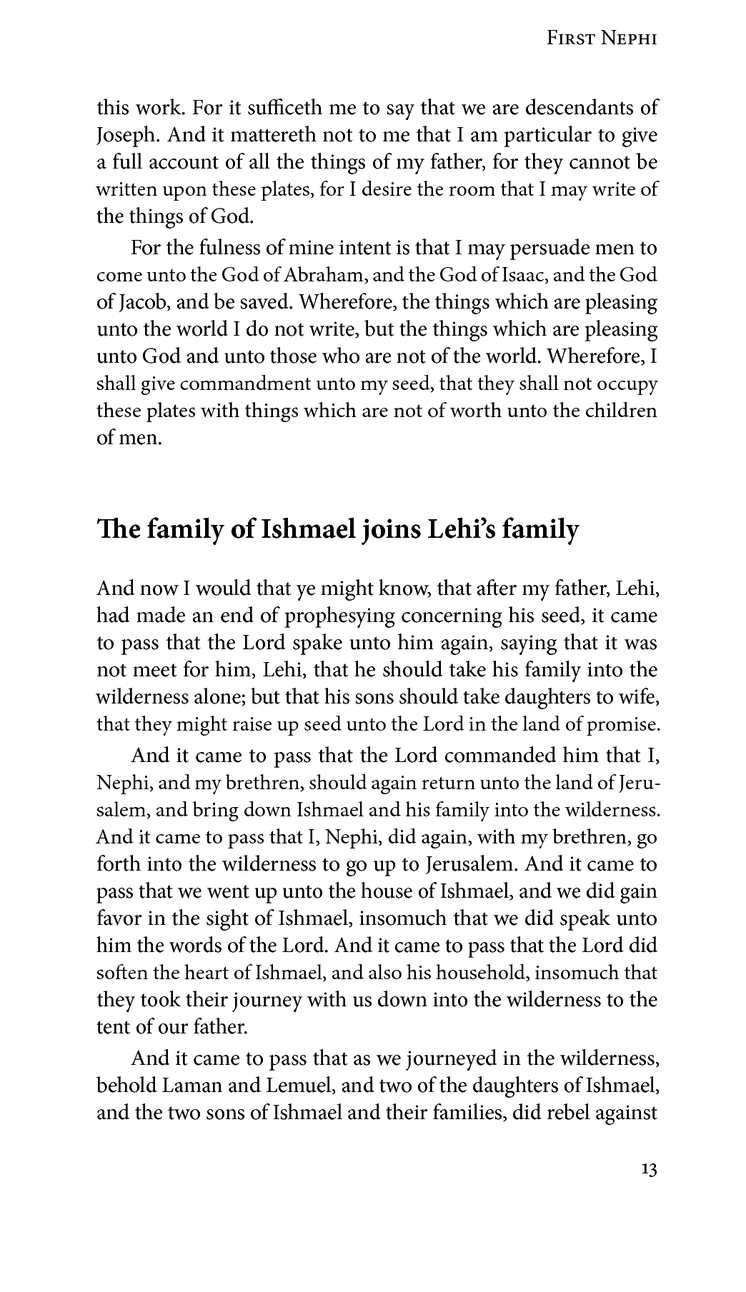 First Nephi
this work. For it sufficeth me to say that we are descendants of
Joseph. And it mattereth not to me that I am particular to give
a full account of all the things of my father, for they cannot be
written upon these plates, for I desire the room that I may write of
the things of God.
For the fulness of mine intent is that I may persuade men to
come unto the God of Abraham, and the God of Isaac, and the God
of Jacob, and be saved. Wherefore, the things which are pleasing
unto the world I do not write, but the things which are pleasing
unto God and unto those who are not of the world. Wherefore, I
shall give commandment unto my seed, that they shall not occupy
these plates with things which are not of worth unto the children
of men.
The family of Ishmael joins Lehi’s family
And now I would that ye might know, that after my father, Lehi,
had made an end of prophesying concerning his seed, it came
to pass that the Lord spake unto him again, saying that it was
not meet for him, Lehi, that he should take his family into the
wilderness alone; but that his sons should take daughters to wife,
that they might raise up seed unto the Lord in the land of promise.
And it came to pass that the Lord commanded him that I,
Nephi, and my brethren, should again return unto the land of Jeru-
salem, and bring down Ishmael and his family into the wilderness.
And it came to pass that I, Nephi, did again, with my brethren, go
forth into the wilderness to go up to Jerusalem. And it came to
pass that we went up unto the house of Ishmael, and we did gain
favor in the sight of Ishmael, insomuch that we did speak unto
him the words of the Lord. And it came to pass that the Lord did
soften the heart of Ishmael, and also his household, insomuch that
they took their journey with us down into the wilderness to the
tent of our father.
And it came to pass that as we journeyed in the wilderness,
behold Laman and Lemuel, and two of the daughters of Ishmael,
and the two sons of Ishmael and their families, did rebel against
13